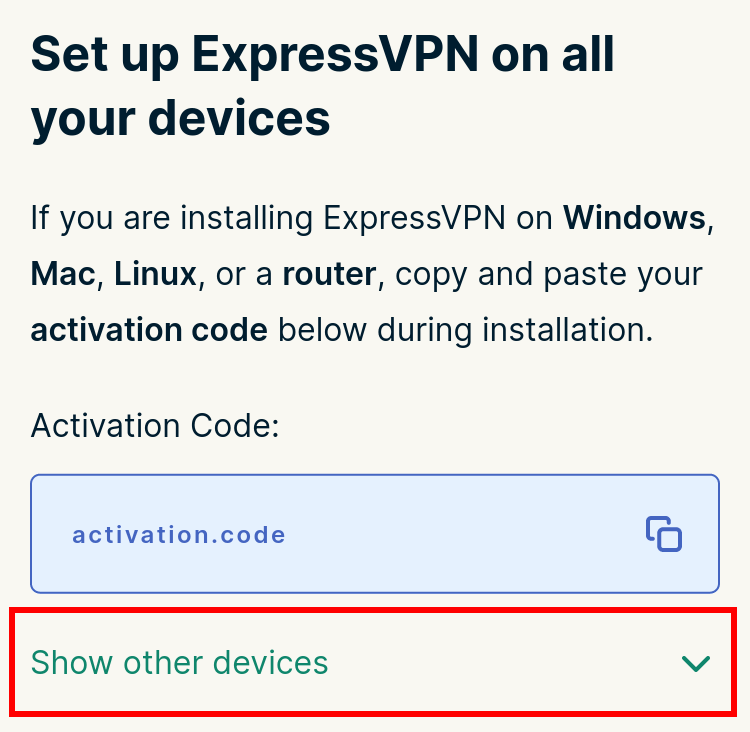 Set up ExpressVPN on all
your devices
If you are installing ExpressVPN on Windows,
Mac, Linux, or a router, copy and paste your
activation code below during installation.
Activation Code:
activation.code
Show other devices